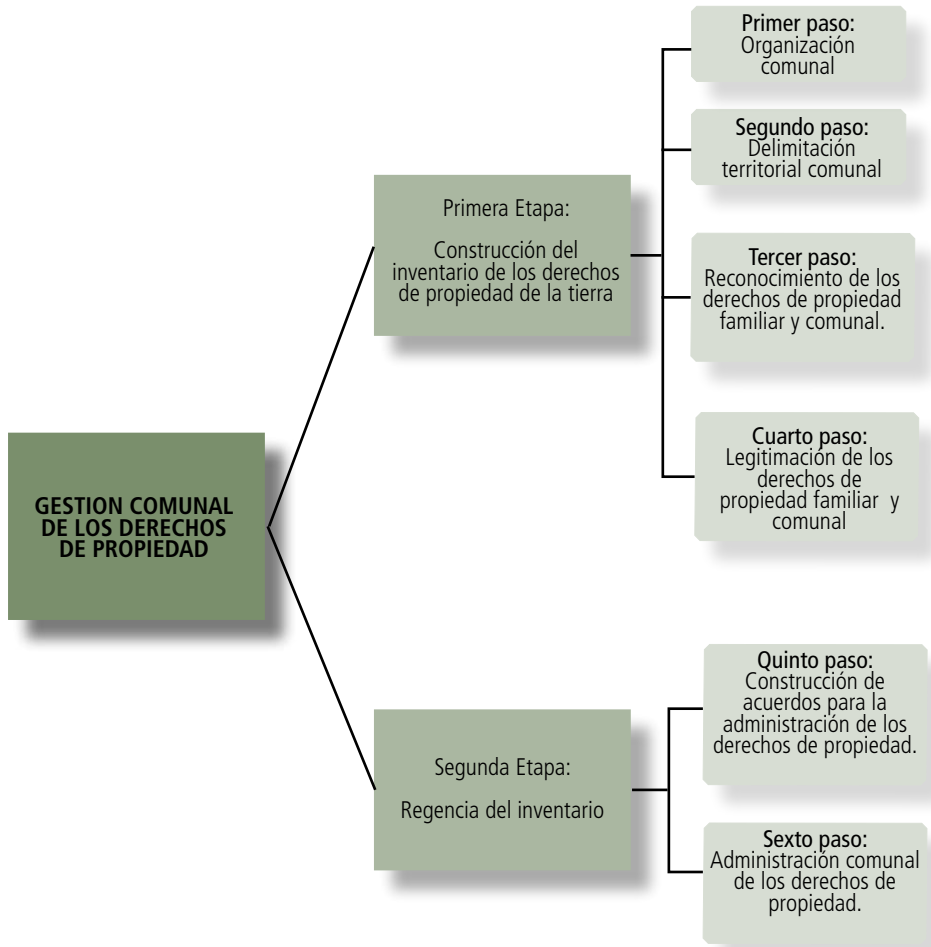 GESTION COMUNAL
DE LOS DERECHOS
DE PROPIEDAD
Primera Etapa:
Construcción del
inventario de los derechos
de propiedad de la tierra
Primer paso:
Organización
comunal
Segundo paso:
Delimitación
territorial comunal
Tercer paso:
Reconocimiento de los
derechos de propiedad
familiar y comunal.
Cuarto paso:
Legitimación de los
derechos de
propiedad familiar y
comunal
Segunda Etapa:
Regencia del inventario
Quinto paso:
Construcción de
acuerdos para la
administración de los
derechos de propiedad.
Sexto paso:
Administración comunal
de los derechos de
propiedad.